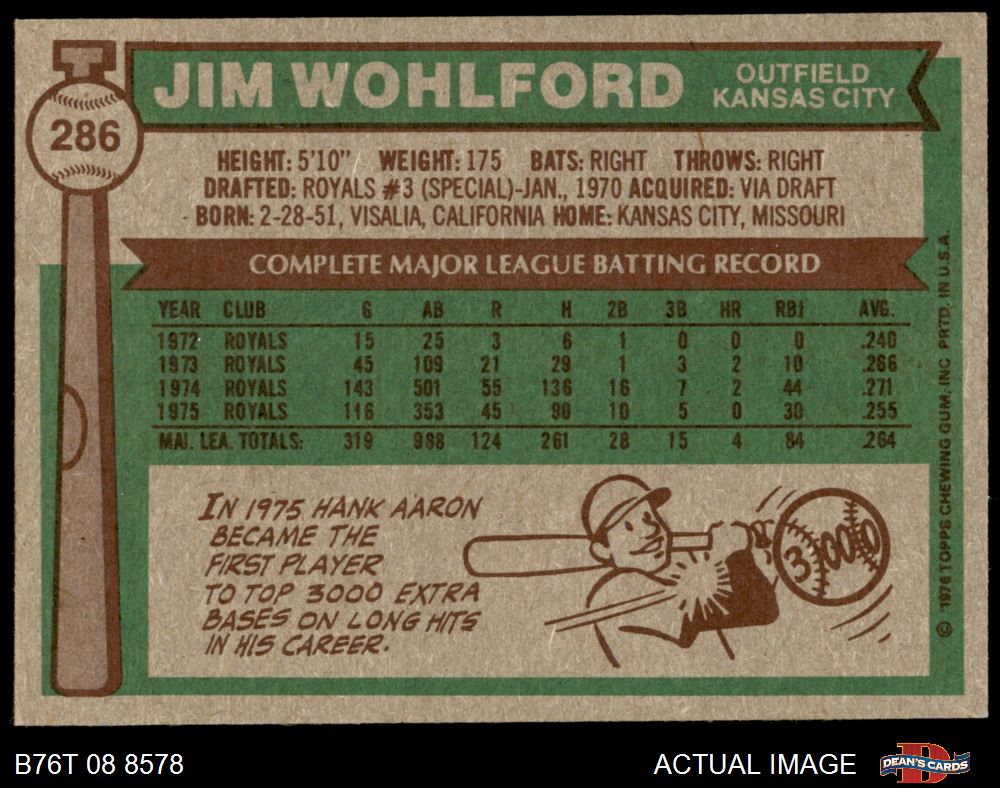 JIM WOHLFORD
OUTFIELD
KANSAS CITY
286
HEIGHT: 5'10" WEIGHT: 175 BATS: RIGHT THROWS: RIGHT
DRAFTED: ROYALS #3 (SPECIAL)-JAN., 1970 ACQUIRED: VIA DRAFT
BORN: 2-28-51, VISALIA, CALIFORNIA HOME: KANSAS CITY, MISSOURI
COMPLETE MAJOR LEAGUE BATTING RECORD
YEAR CLUB G AB R H 2B 3B HR RBI AVG.
1972 ROYALS 15 25 3 6 1 0 0 0 .240
1973 ROYALS 45 109 21 29 1 3 2 10 .266
1974 ROYALS 143 501 55 136 16 7 2 44 .271
1975 ROYALS 116 353 45 90 10 5 0 30 .255
MAJ. LEA. TOTALS: 319 988 124 261 28 15 4 84 .264
IN 1975 HANK AARON
BECAME THE
FIRST PLAYER
TO TOP 3000 EXTRA
BASES ON LONG HITS
IN HIS CAREER.
3000
© 1976 TOPPS CHEWING GUM, INC PRTD. IN U.S.A.
B76T 08 8578
ACTUAL IMAGE
DEAN'S CARDS